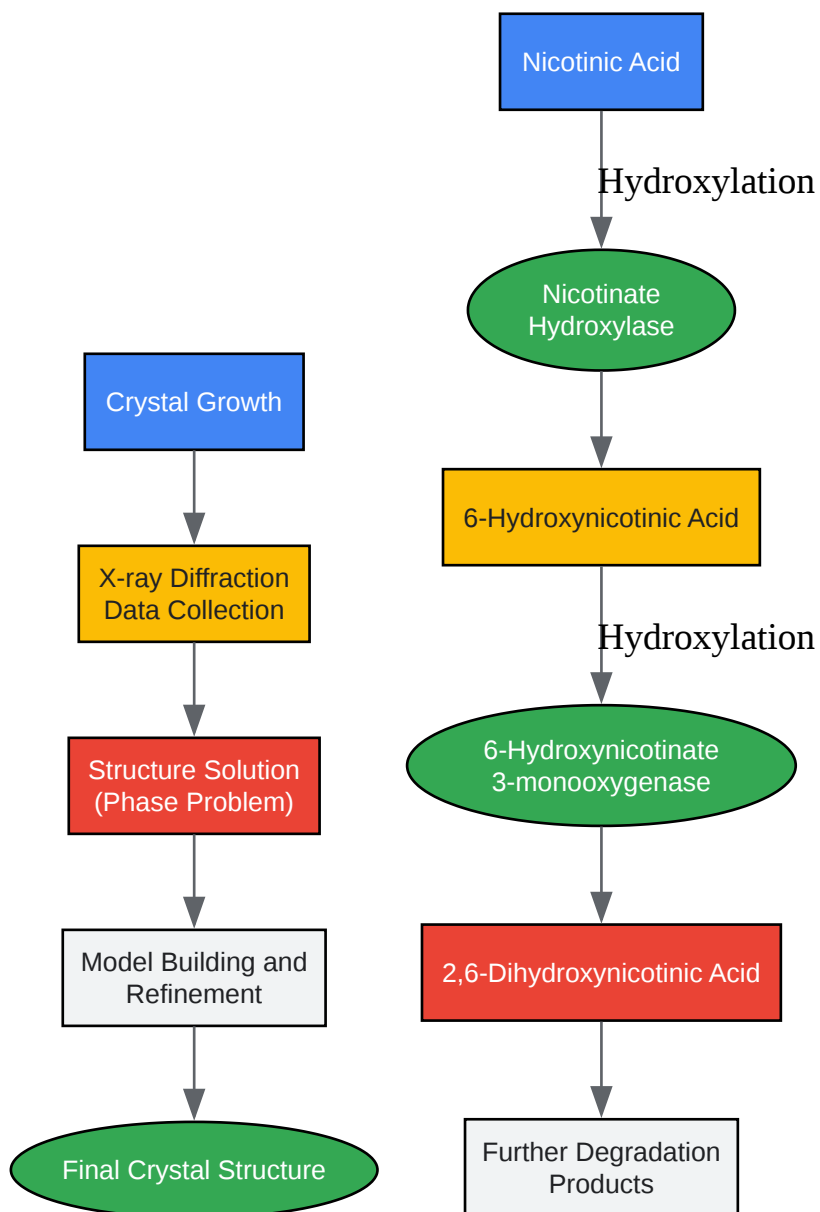 Nicotinic Acid
Hydroxylation
Nicotinate
Hydroxylase
6-Hydroxynicotinic Acid
Hydroxylation
6-Hydroxynicotinate
3-monooxygenase
2,6-Dihydroxynicotinic Acid
Further Degradation
Products
Crystal Growth
X-ray Diffraction
Data Collection
Structure Solution
(Phase Problem)
Model Building and
Refinement
Final Crystal Structure